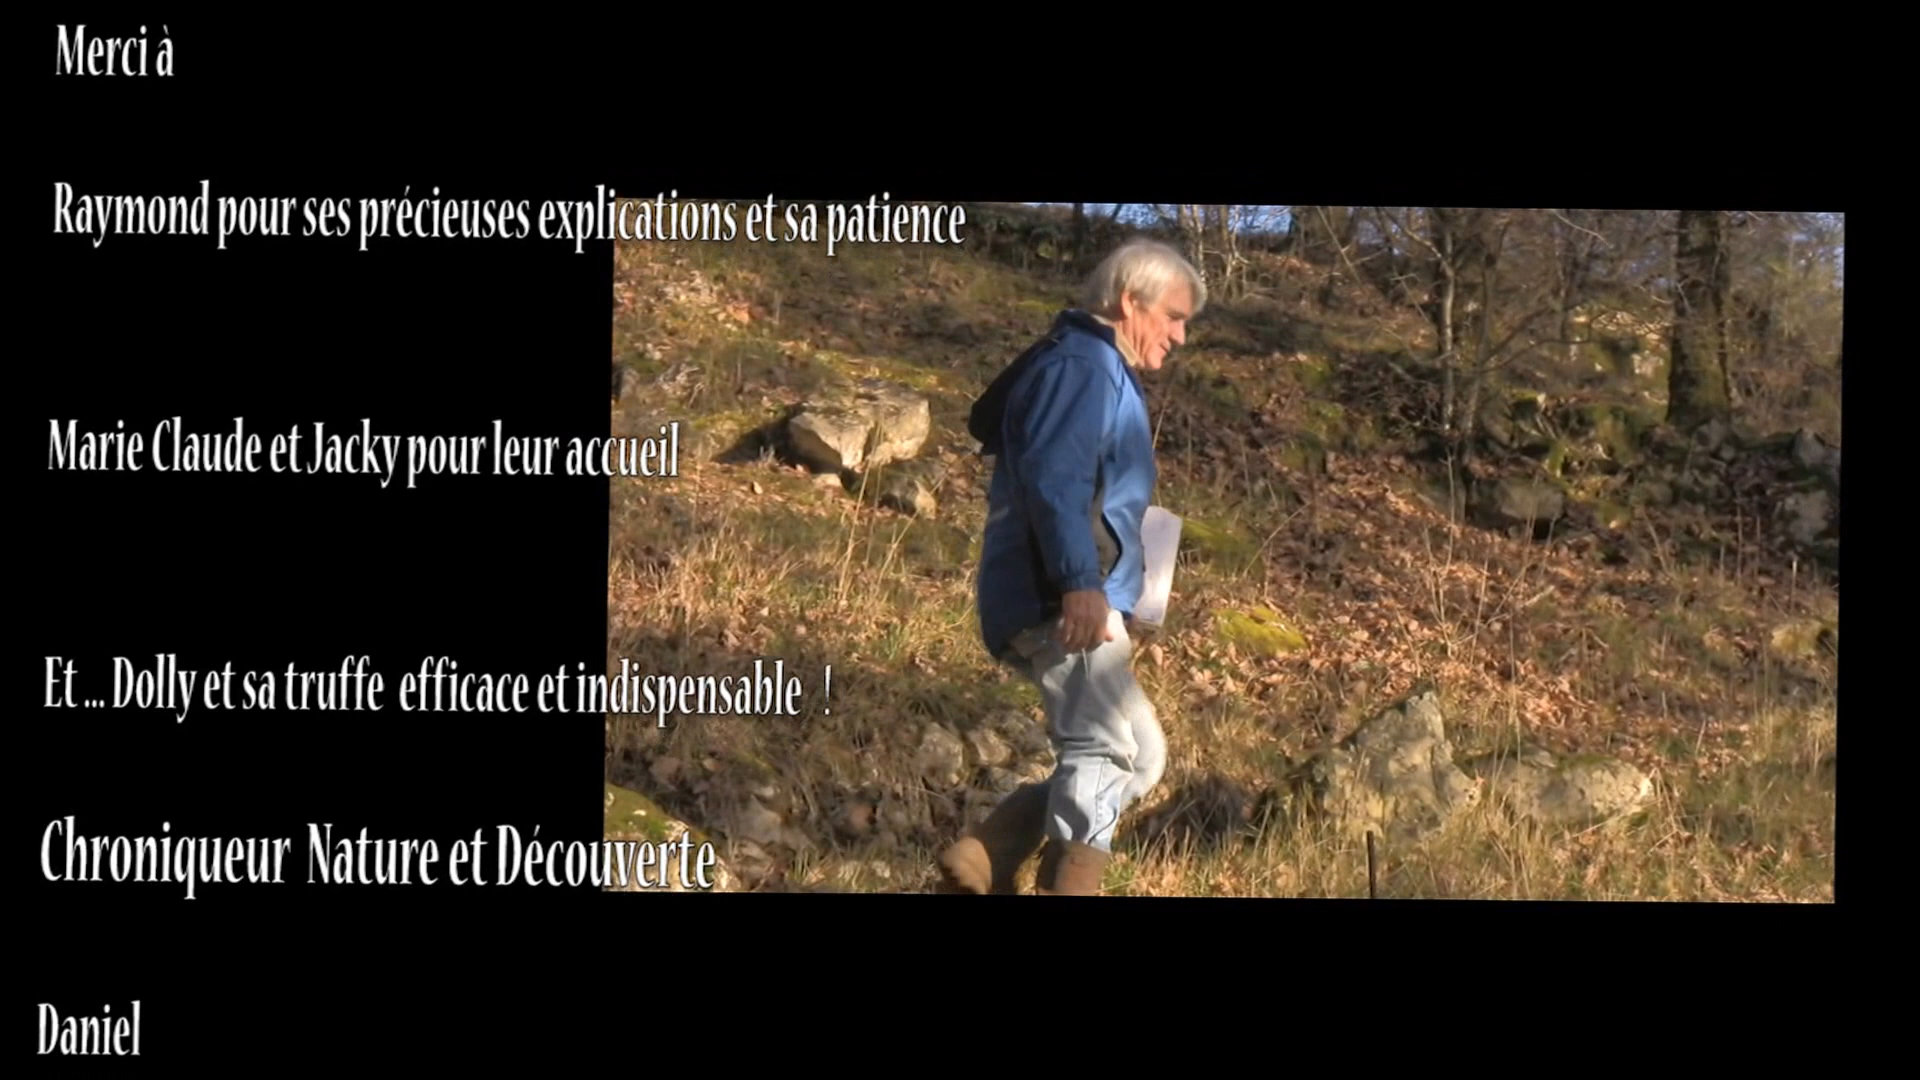 Merci à
Raymond pour ses précieuses explications et sa patience
Marie Claude et Jacky pour leur accueil
Et ... Dolly et sa truffe efficace et indispensable !
Chroniqueur Nature et Découverte
Daniel